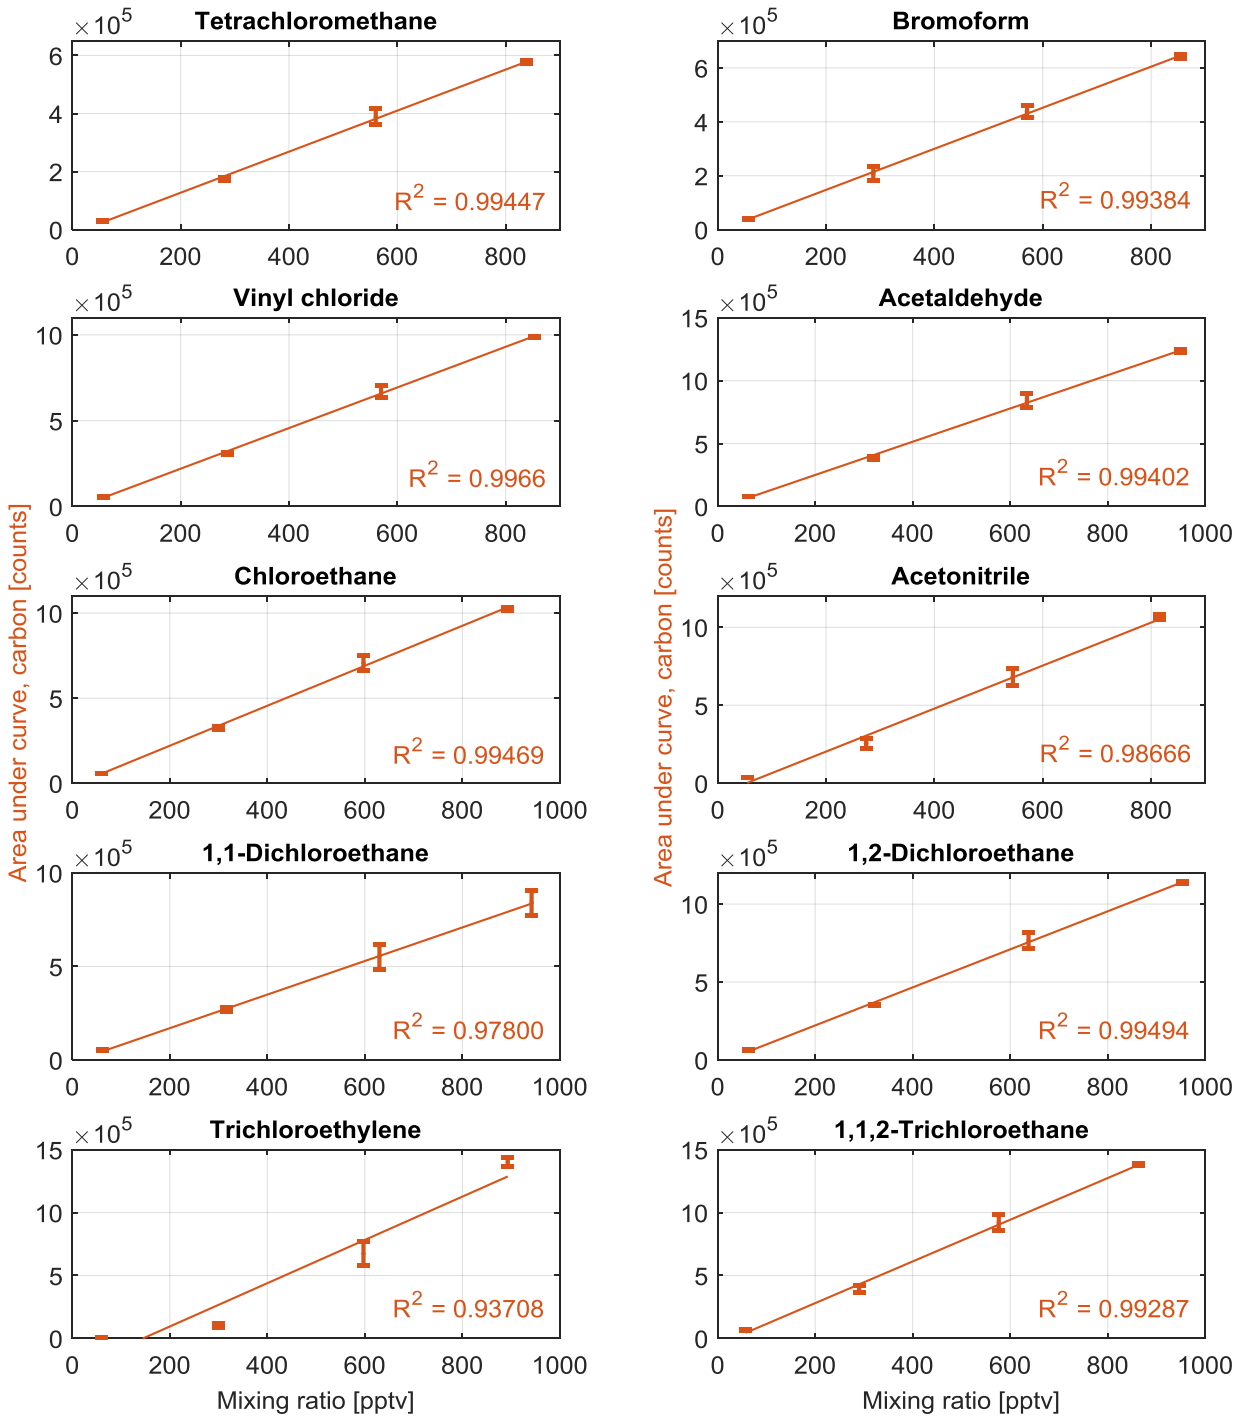 Tetrachloromethane
×10^5
6
4
2
0
R^2 = 0.99447
0 200 400 600 800
Bromoform
×10^5
6
4
2
0
R^2 = 0.99384
0 200 400 600 800
Vinyl chloride
×10^5
10
5
0
R^2 = 0.9966
0 200 400 600 800
Acetaldehyde
×10^5
15
10
5
0
R^2 = 0.99402
0 200 400 600 800 1000
Area under curve, carbon [counts]
Area under curve, carbon [counts]
Chloroethane
×10^5
10
5
0
R^2 = 0.99469
0 200 400 600 800 1000
Acetonitrile
×10^5
10
5
0
R^2 = 0.98666
0 200 400 600 800
1,1-Dichloroethane
×10^5
10
5
0
R^2 = 0.97800
0 200 400 600 800 1000
1,2-Dichloroethane
×10^5
10
5
0
R^2 = 0.99494
0 200 400 600 800 1000
Trichloroethylene
×10^5
15
10
5
0
R^2 = 0.93708
0 200 400 600 800 1000
Mixing ratio [pptv]
1,1,2-Trichloroethane
×10^5
15
10
5
0
R^2 = 0.99287
0 200 400 600 800 1000
Mixing ratio [pptv]